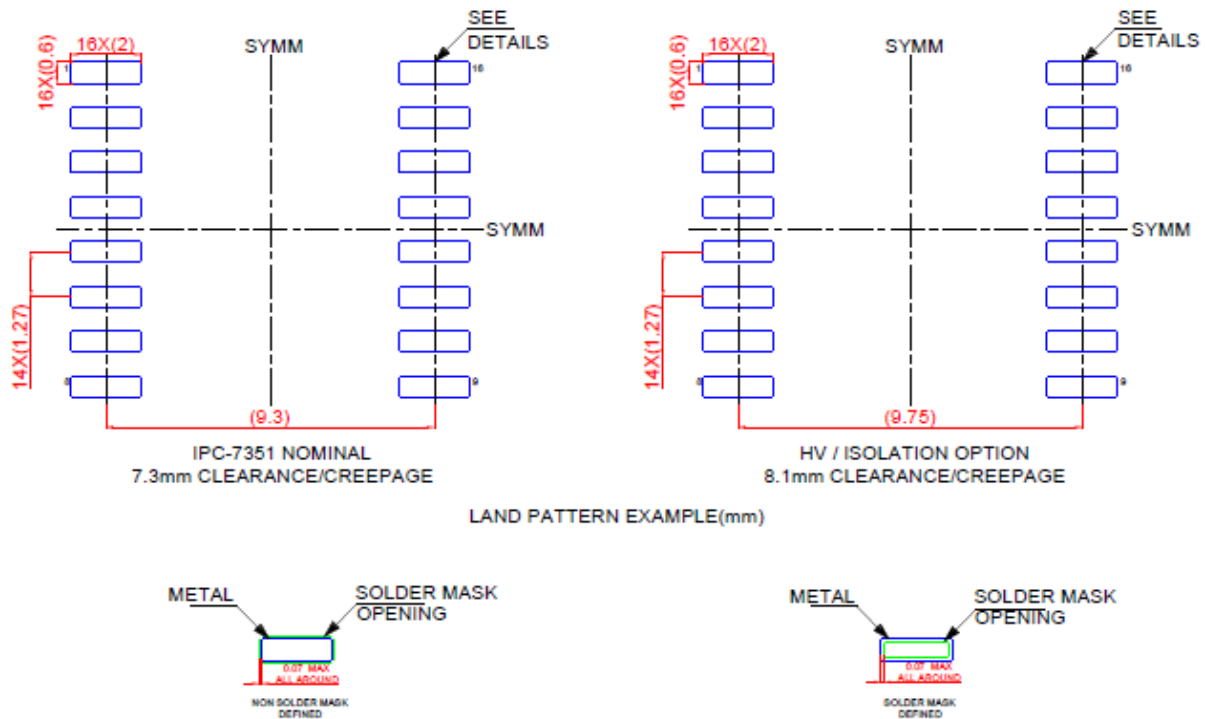 SEE
DETAILS
16X(2)
SYMM
16X(0.6)
1
16
SYMM
14X(1.27)
8
9
(9.3)
IPC-7351 NOMINAL
7.3mm CLEARANCE/CREEPAGE
SEE
DETAILS
16X(2)
SYMM
16X(0.6)
1
16
SYMM
14X(1.27)
8
9
(9.75)
HV / ISOLATION OPTION
8.1mm CLEARANCE/CREEPAGE
LAND PATTERN EXAMPLE(mm)
METAL
SOLDER MASK
OPENING
0.07 MAX
ALL AROUND
NON SOLDER MASK
DEFINED
METAL
SOLDER MASK
OPENING
0.07 MAX
ALL AROUND
SOLDER MASK
DEFINED